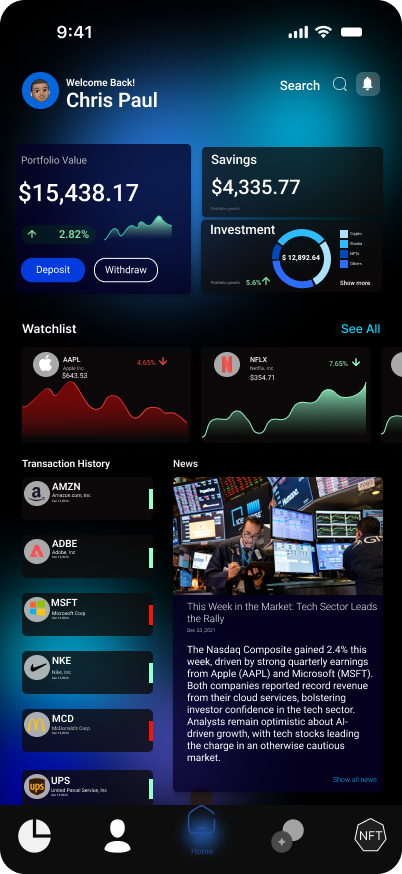 9:41
Welcome Back!
Chris Paul
Search
Portfolio Value
$15,438.17
2.82%
Deposit
Withdraw
Savings
$4,335.77
Portfolio growth
Investment
$ 12,892.64
Crypto
Stocks
NFTs
Others
Portfolio growth
5.6%
Show more
Watchlist
See All
AAPL
Apple Inc
$643.53
4.65%
NFLX
Netflix, Inc
$354.71
7.65%
Transaction History
News
AMZN
Amazon.com, Inc
ADBE
Adobe, Inc
MSFT
Microsoft Corp
NKE
Nike, Inc
MCD
McDonald's Corp
UPS
United Parcel Service, Inc
This Week in the Market: Tech Sector Leads
the Rally
Dec 23, 2021
The Nasdaq Composite gained 2.4% this
week, driven by strong quarterly earnings
from Apple (AAPL) and Microsoft (MSFT).
Both companies reported record revenue
from their cloud services, bolstering
investor confidence in the tech sector.
Analysts remain optimistic about AI-
driven growth, with tech stocks leading
the charge in an otherwise cautious
market.
Show all news
Home
NFT